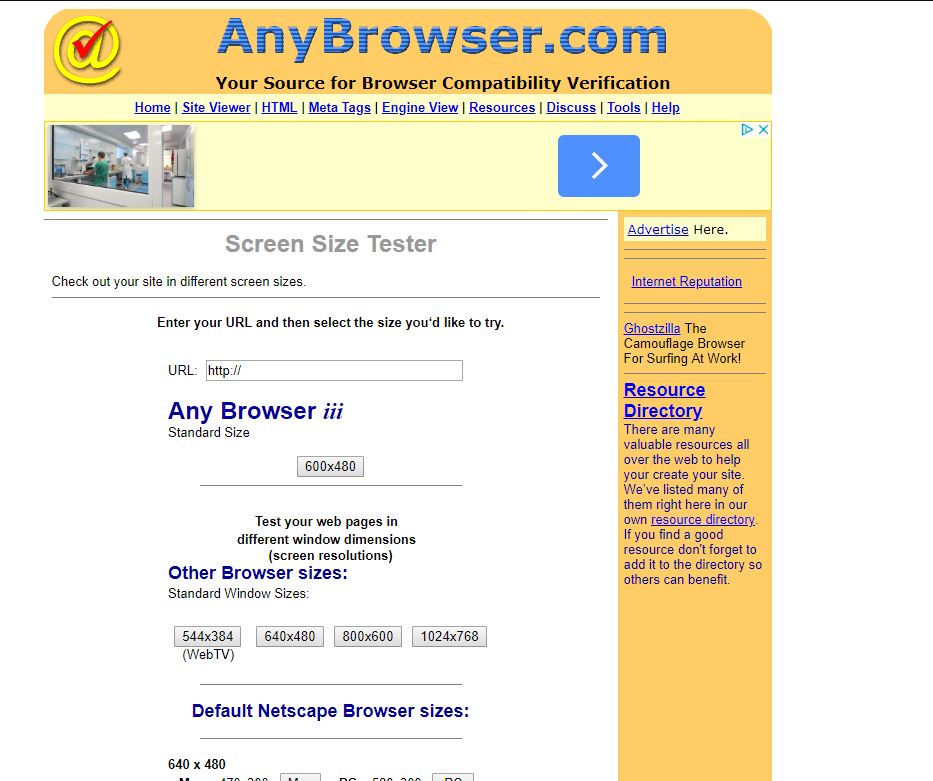 AnyBrowser.com
Your Source for Browser Compatibility Verification
Home | Site Viewer | HTML | Meta Tags | Engine View | Resources | Discuss | Tools | Help
Screen Size Tester
Check out your site in different screen sizes.
Enter your URL and then select the size you‘d like to try.
URL: http://
Any Browser iii
Standard Size
600x480
Test your web pages in
different window dimensions
(screen resolutions)
Other Browser sizes:
Standard Window Sizes:
544x384 640x480 800x600 1024x768
(WebTV)
Default Netscape Browser sizes:
640 x 480
Advertise Here.
Internet Reputation
Ghostzilla The
Camouflage Browser
For Surfing At Work!
Resource
Directory
There are many
valuable resources all
over the web to help
your create your site.
We've listed many of
them right here in our
own resource directory.
If you find a good
resource don't forget to
add it to the directory so
others can benefit.